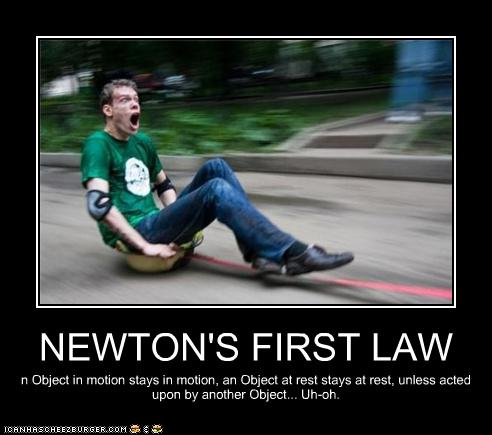 NEWTON'S FIRST LAW
n Object in motion stays in motion, an Object at rest stays at rest, unless acted
upon by another Object... Uh-oh.
ICANHASCHEEZBURGER.COM